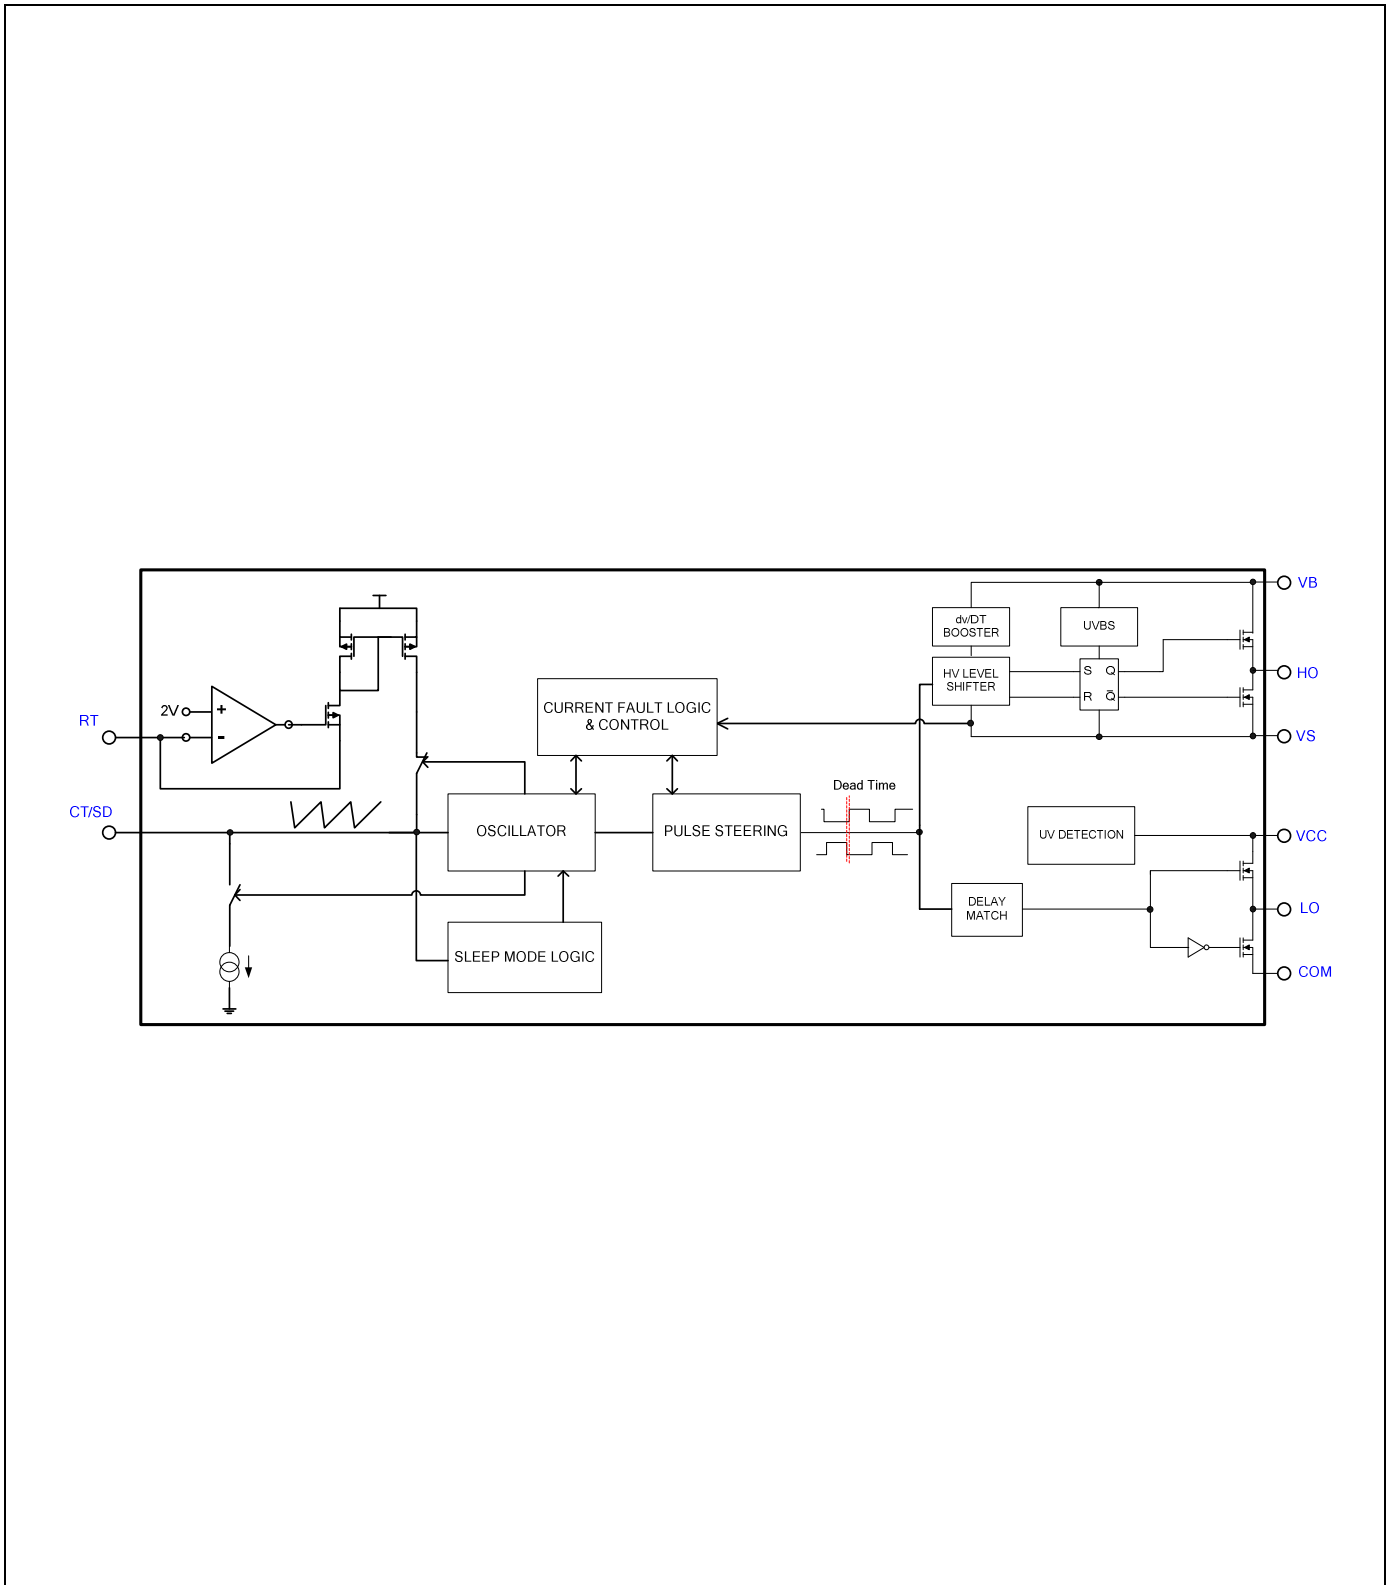 VB
dv/DT
BOOSTER
UVBS
HV LEVEL
SHIFTER
S Q
R Q̅
HO
2V
+
-
RT
CURRENT FAULT LOGIC
& CONTROL
VS
Dead Time
CT/SD
OSCILLATOR
PULSE STEERING
UV DETECTION
VCC
DELAY
MATCH
LO
SLEEP MODE LOGIC
COM